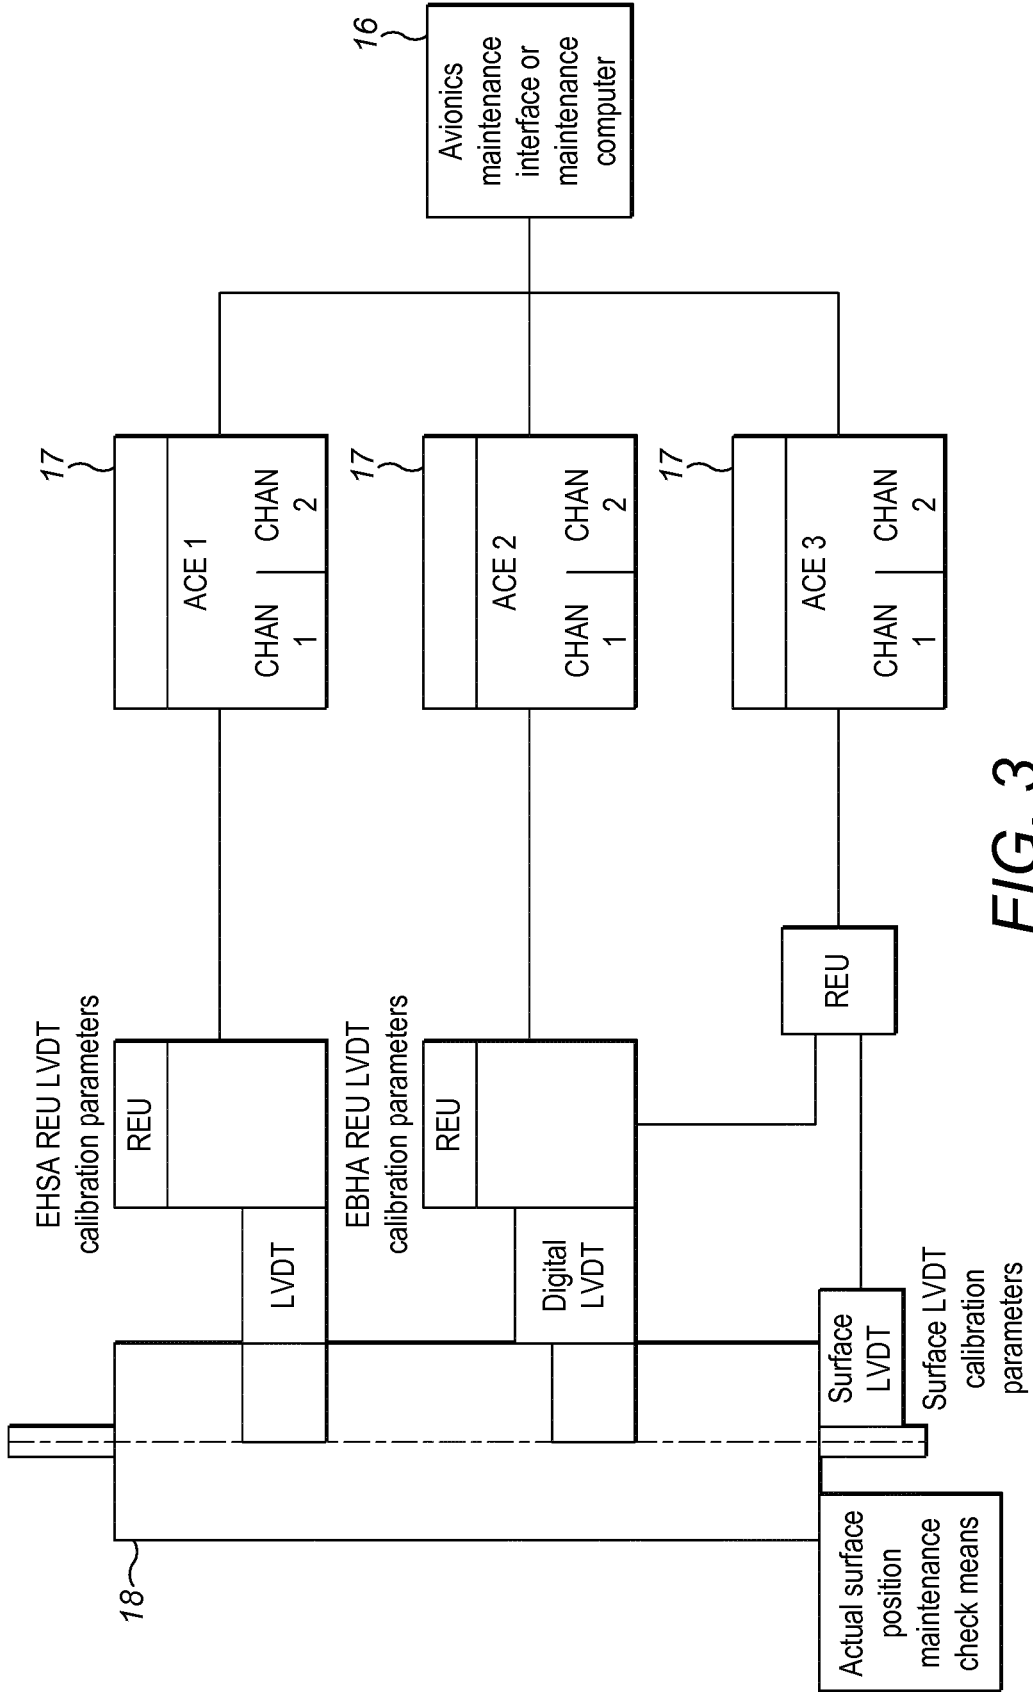 16
Avionics
maintenance
interface or
maintenance
computer
17
ACE 1
CHAN
1
CHAN
2
17
ACE 2
CHAN
1
CHAN
2
17
ACE 3
CHAN
1
CHAN
2
EHSA REU LVDT
calibration parameters
REU
LVDT
EBHA REU LVDT
calibration parameters
REU
Digital
LVDT
REU
Surface
LVDT
Surface LVDT
calibration
parameters
18
Actual surface
position
maintenance
check means
FIG. 3